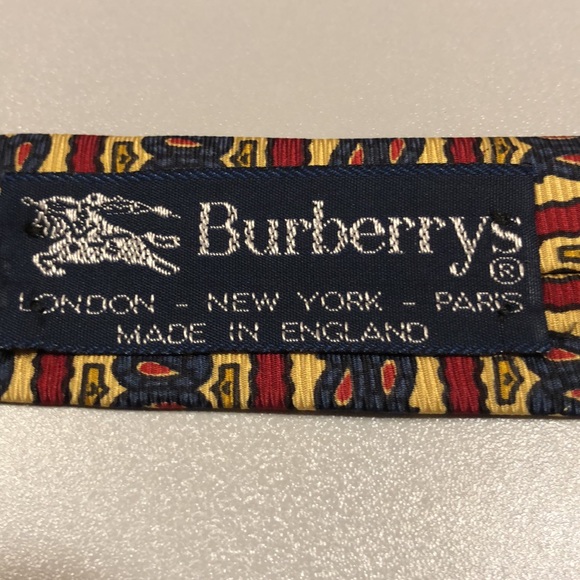 Burberrys®
LONDON - NEW YORK - PARIS
MADE IN ENGLAND